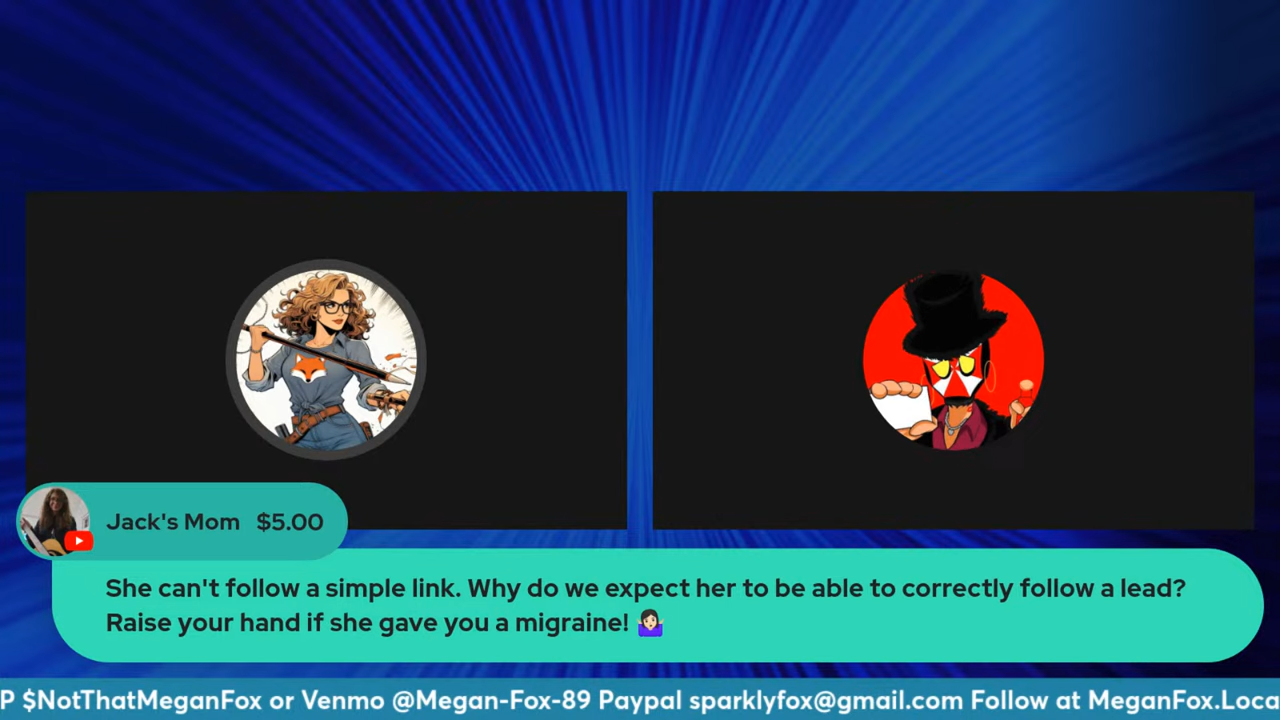 Jack's Mom $5.00
She can't follow a simple link. Why do we expect her to be able to correctly follow a lead?
Raise your hand if she gave you a migraine! 🤷🏻‍♀️
P $NotThatMeganFox or Venmo @Megan-Fox-89 Paypal sparklyfox@gmail.com Follow at MeganFox.Loca